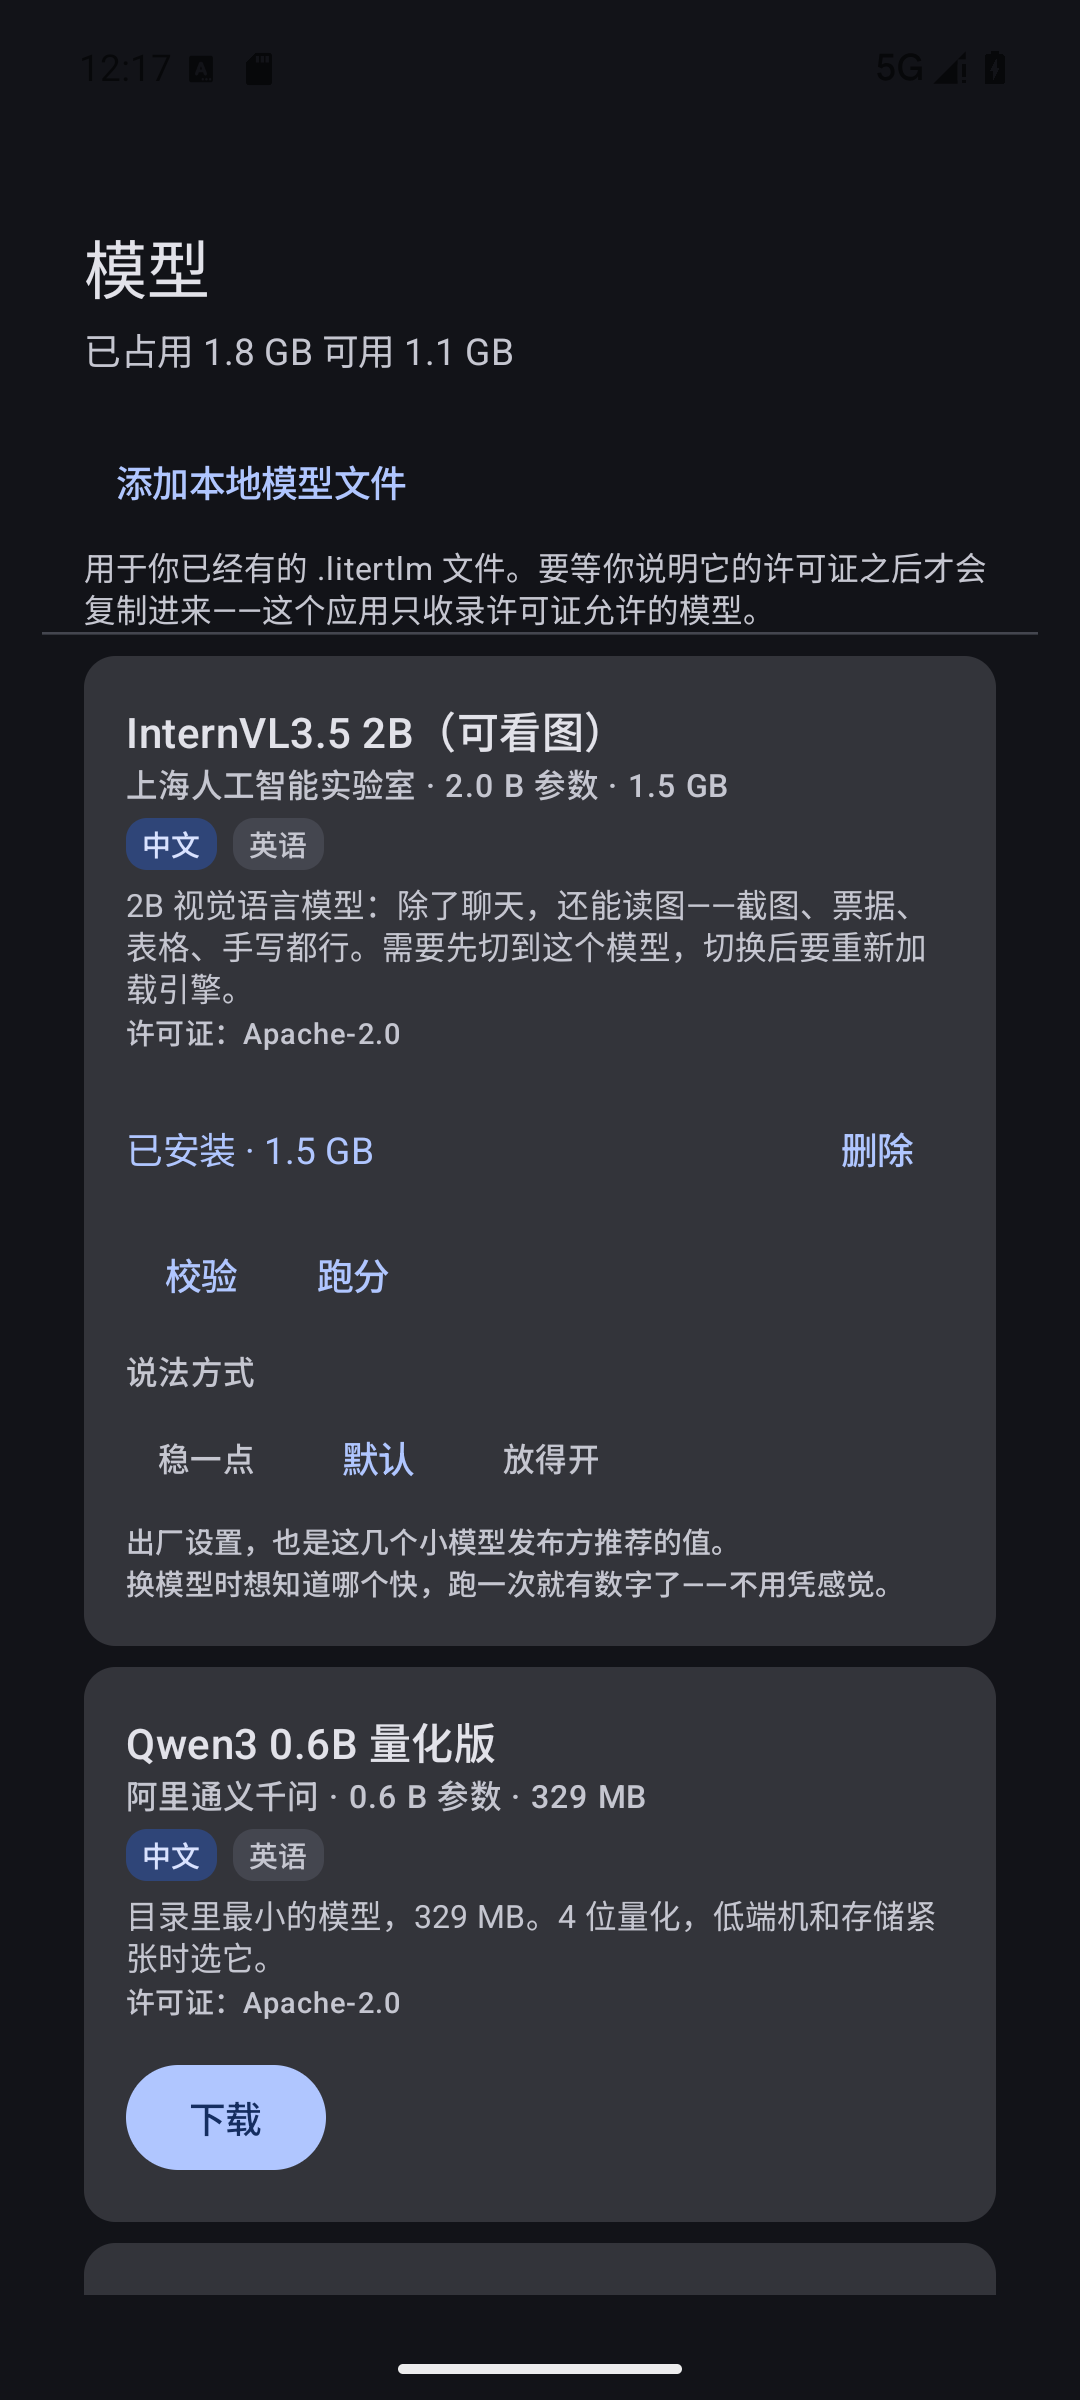 12:17
5G
模型
已占用 1.8 GB 可用 1.1 GB
添加本地模型文件
用于你已经有的 .litertlm 文件。要等你说明它的许可证之后才会
复制进来——这个应用只收录许可证允许的模型。
InternVL3.5 2B（可看图）
上海人工智能实验室 · 2.0 B 参数 · 1.5 GB
中文 英语
2B 视觉语言模型：除了聊天，还能读图——截图、票据、
表格、手写都行。需要先切到这个模型，切换后要重新加
载引擎。
许可证：Apache-2.0
已安装 · 1.5 GB 删除
校验 跑分
说法方式
稳一点 默认 放得开
出厂设置，也是这几个小模型发布方推荐的值。
换模型时想知道哪个快，跑一次就有数字了——不用凭感觉。
Qwen3 0.6B 量化版
阿里通义千问 · 0.6 B 参数 · 329 MB
中文 英语
目录里最小的模型，329 MB。4 位量化，低端机和存储紧
张时选它。
许可证：Apache-2.0
下载